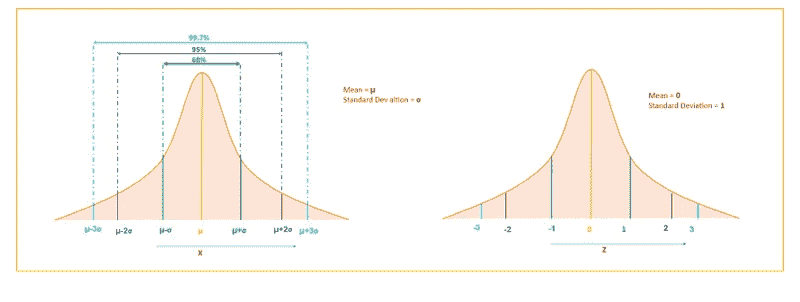 99.7%
95%
68%
Mean = μ
Standard Deviation = σ
μ-3σ μ-2σ μ-σ μ μ+σ μ+2σ μ+3σ
X
Mean = 0
Standard Deviation = 1
-3 -2 -1 0 1 2 3
Z